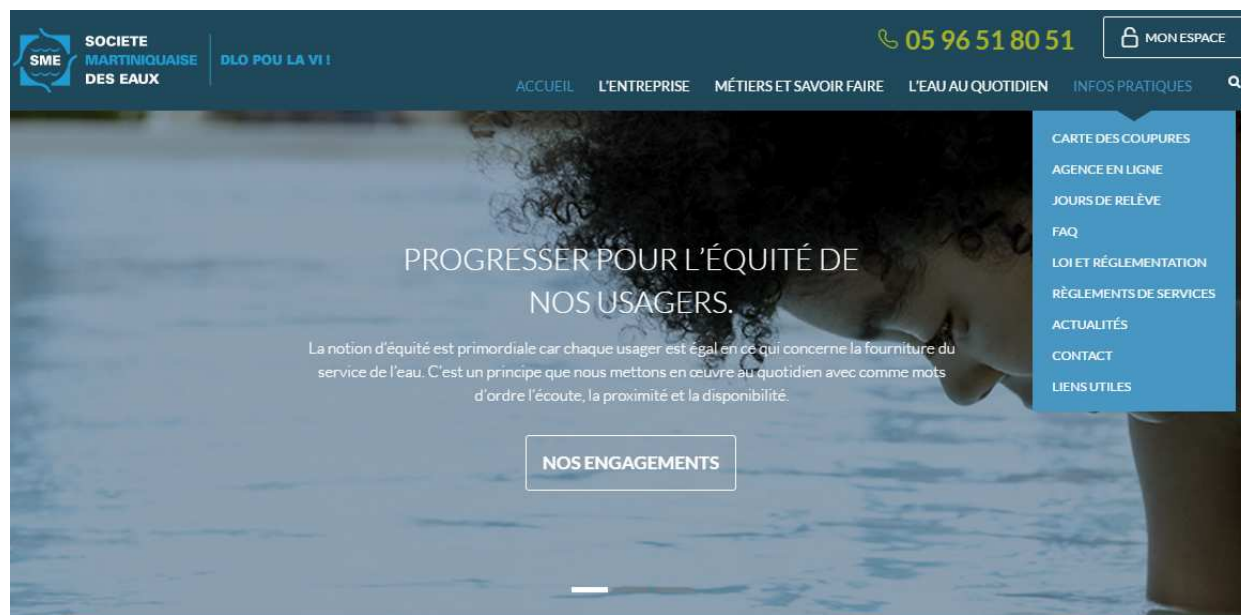 SME
SOCIETE
MARTINIQUAISE
DES EAUX
DLO POU LA VI !
05 96 51 80 51
MON ESPACE
ACCUEIL L'ENTREPRISE MÉTIERS ET SAVOIR FAIRE L'EAU AU QUOTIDIEN INFOS PRATIQUES
CARTE DES COUPURES
AGENCE EN LIGNE
JOURS DE RELÈVE
FAQ
LOI ET RÉGLEMENTATION
RÈGLEMENTS DE SERVICES
ACTUALITÉS
CONTACT
LIENS UTILES
PROGRESSER POUR L'ÉQUITÉ DE
NOS USAGERS.
La notion d'équité est primordiale car chaque usager est égal en ce qui concerne la fourniture du
service de l'eau. C'est un principe que nous mettons en œuvre au quotidien avec comme mots
d'ordre l'écoute, la proximité et la disponibilité.
NOS ENGAGEMENTS